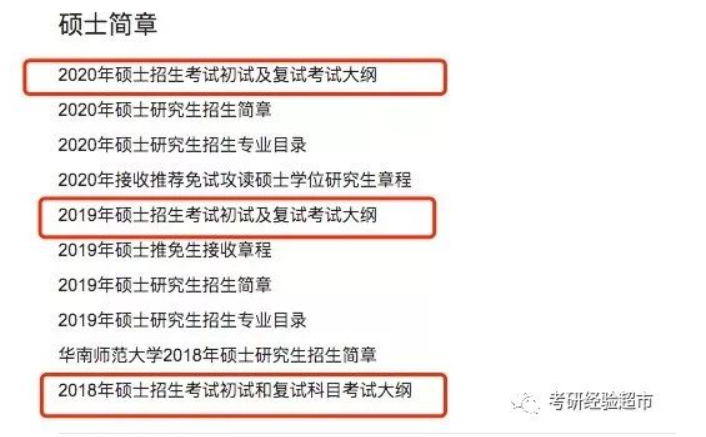 硕士简章
2020年硕士招生考试初试及复试考试大纲
2020年硕士研究生招生简章
2020年硕士研究生招生专业目录
2020年接收推荐免试攻读硕士学位研究生章程
2019年硕士招生考试初试及复试考试大纲
2019年硕士推免生接收章程
2019年硕士研究生招生简章
2019年硕士研究生招生专业目录
华南师范大学2018年硕士研究生招生简章
2018年硕士招生考试初试和复试科目考试大纲
考研经验超市